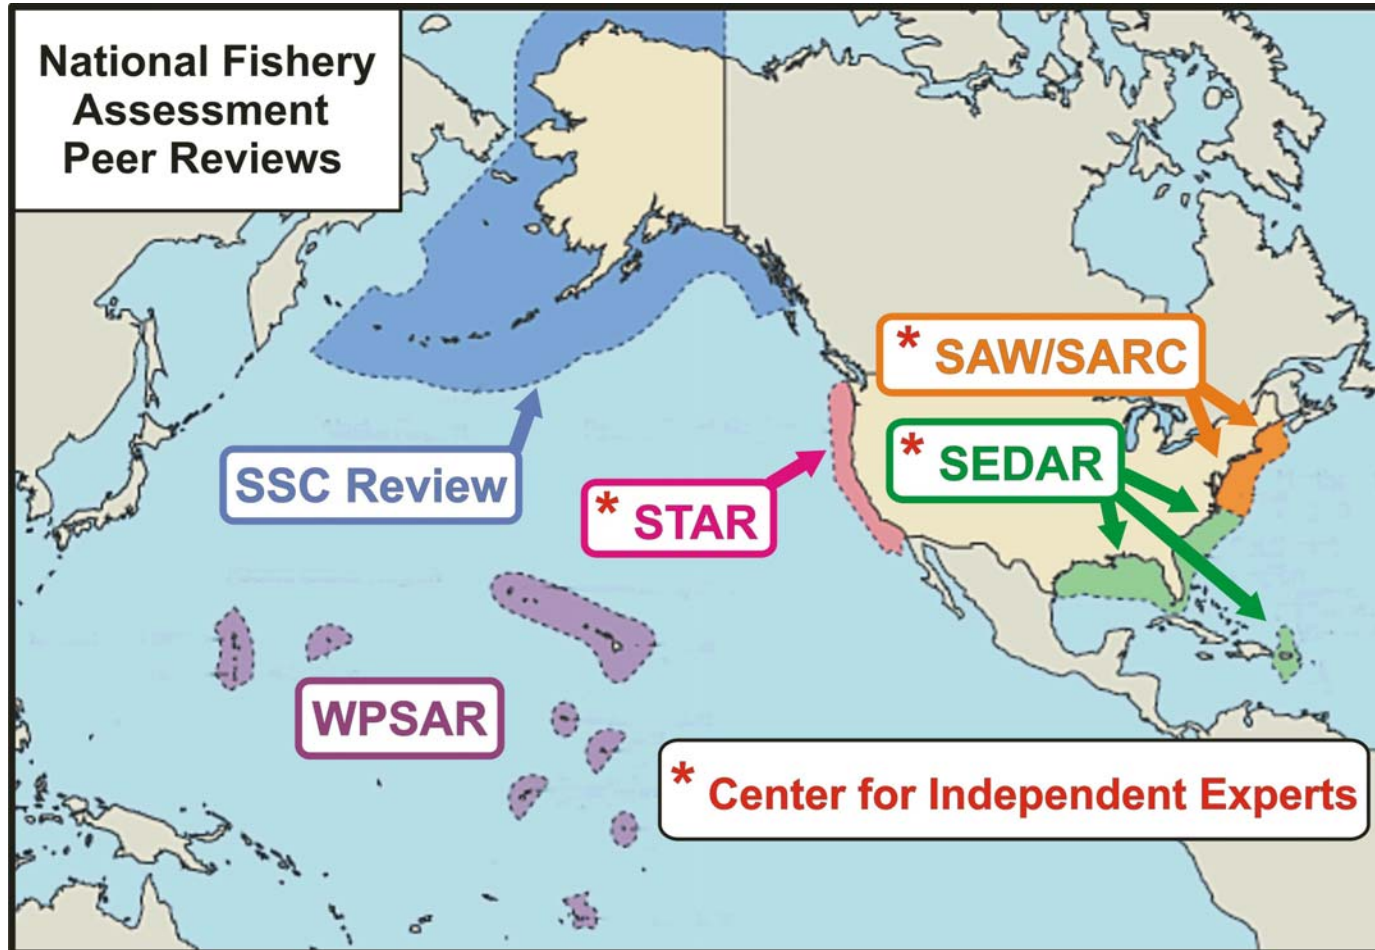 National Fishery
Assessment
Peer Reviews
* SAW/SARC
* SEDAR
SSC Review
* STAR
WPSAR
* Center for Independent Experts